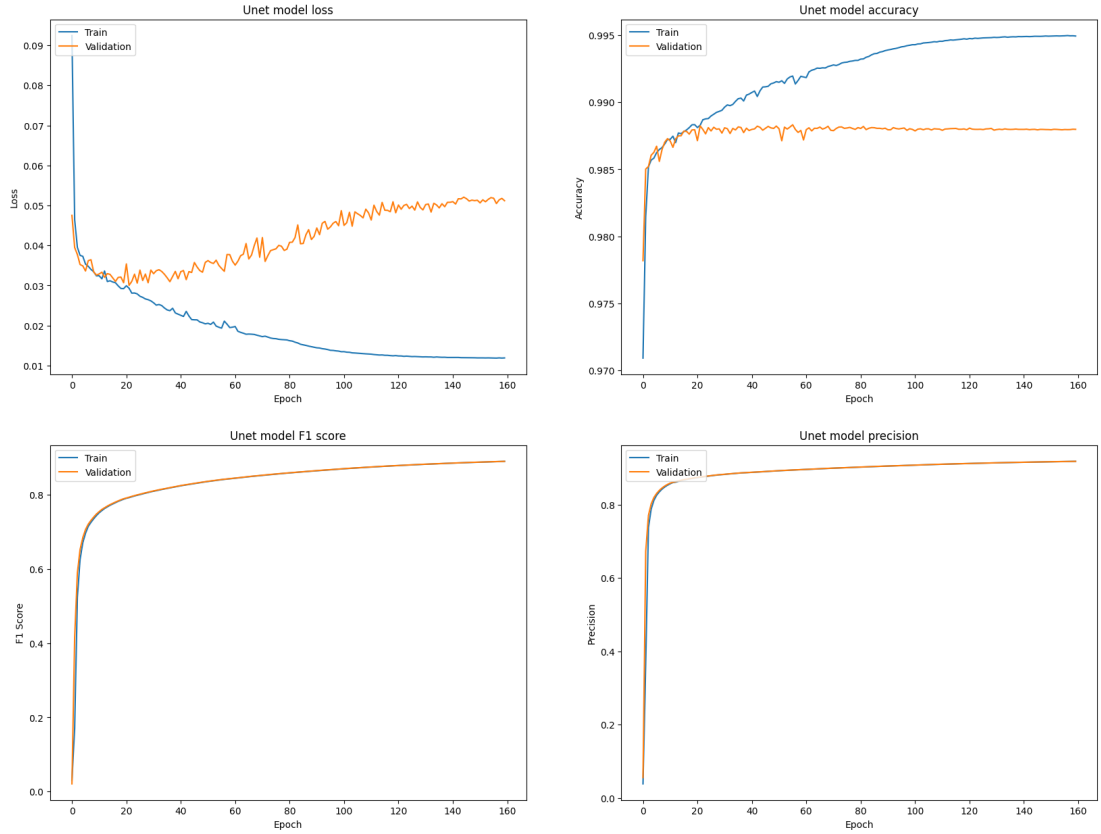 Unet model loss
Train
Validation
0.09
0.08
0.07
0.06
0.05
0.04
0.03
0.02
0.01
Loss
0 20 40 60 80 100 120 140 160
Epoch
Unet model accuracy
Train
Validation
0.995
0.990
0.985
0.980
0.975
0.970
Accuracy
0 20 40 60 80 100 120 140 160
Epoch
Unet model F1 score
Train
Validation
0.8
0.6
0.4
0.2
0.0
F1 Score
0 20 40 60 80 100 120 140 160
Epoch
Unet model precision
Train
Validation
0.8
0.6
0.4
0.2
0.0
Precision
0 20 40 60 80 100 120 140 160
Epoch